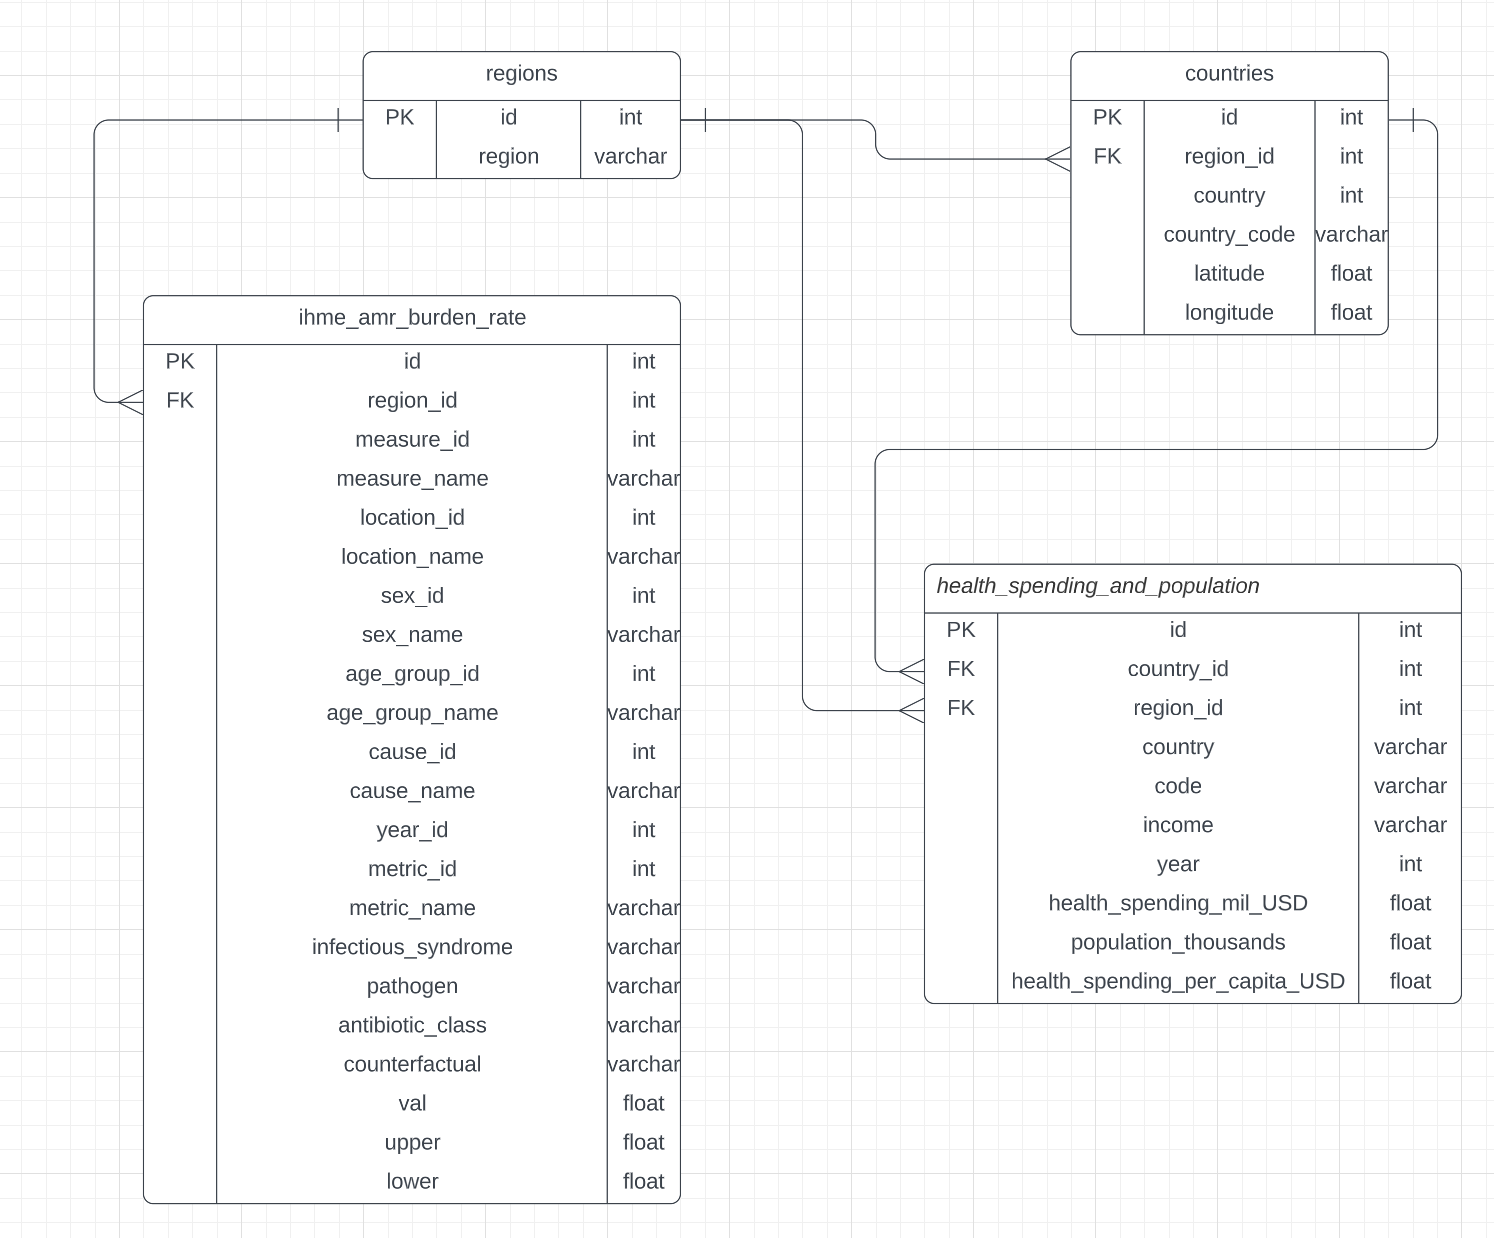 regions
PK id int
region varchar
countries
PK id int
FK region_id int
country int
country_code varchar
latitude float
longitude float
ihme_amr_burden_rate
PK id int
FK region_id int
measure_id int
measure_name varchar
location_id int
location_name varchar
sex_id int
sex_name varchar
age_group_id int
age_group_name varchar
cause_id int
cause_name varchar
year_id int
metric_id int
metric_name varchar
infectious_syndrome varchar
pathogen varchar
antibiotic_class varchar
counterfactual varchar
val float
upper float
lower float
health_spending_and_population
PK id int
FK country_id int
FK region_id int
country varchar
code varchar
income varchar
year int
health_spending_mil_USD float
population_thousands float
health_spending_per_capita_USD float